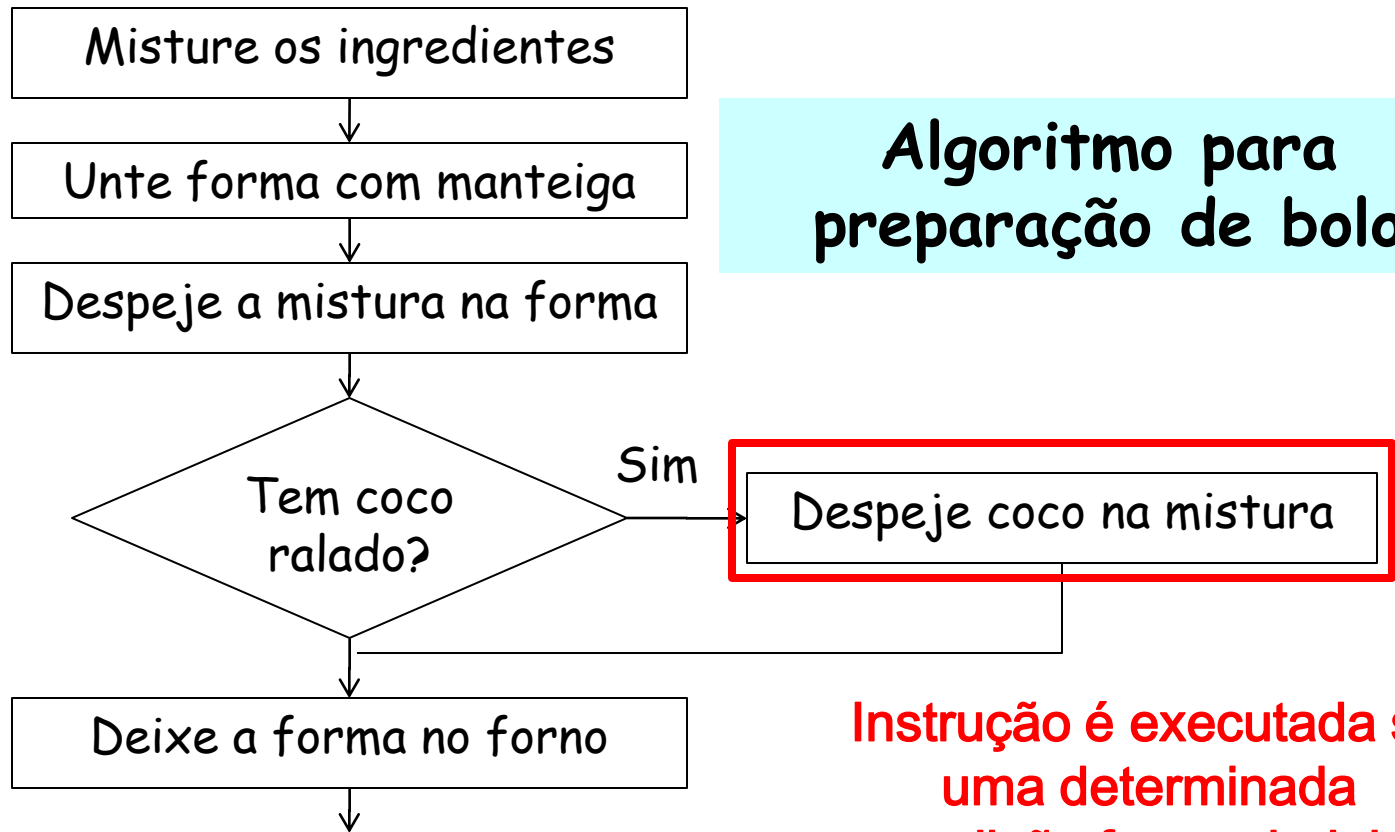 Misture os ingredientes
Unte forma com manteiga
Algoritmo para
preparação de bolo
Despeje a mistura na forma
Tem coco
ralado?
Sim
Despeje coco na mistura
Deixe a forma no forno
Instrução é executada
uma determinada